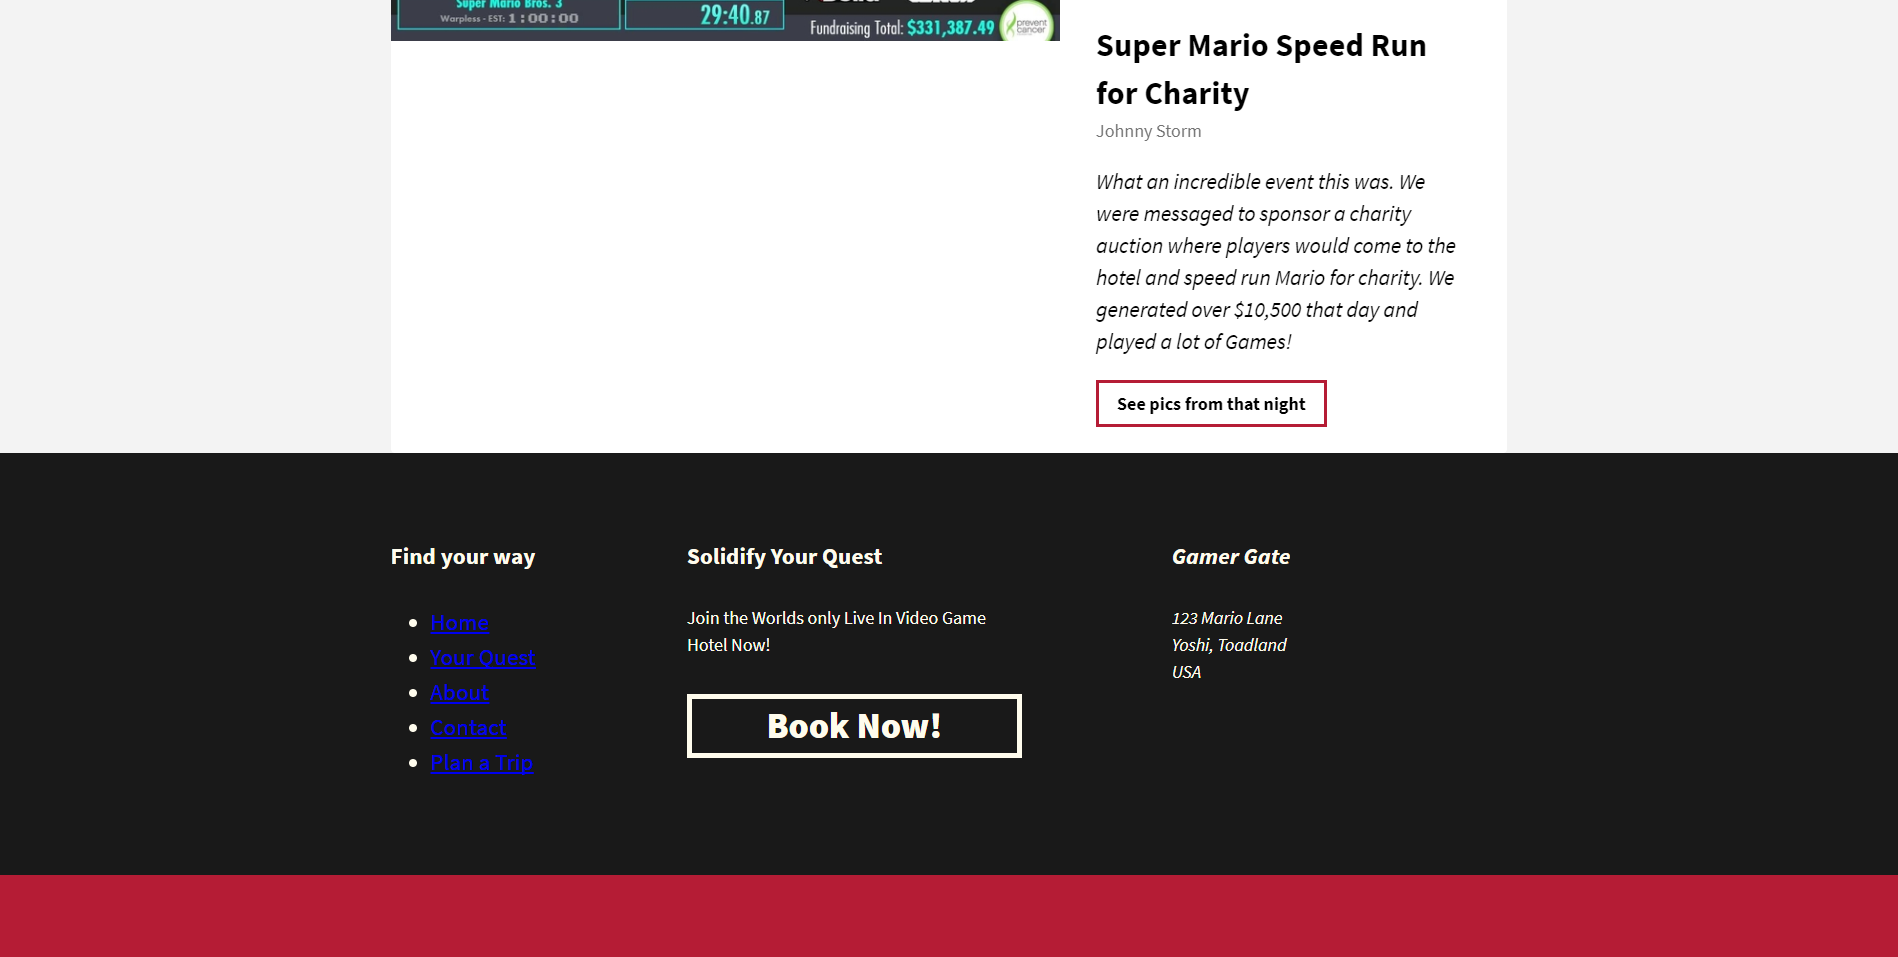 Super Mario Bros. 3
Warpless - EST: 1:00:00
29:40.87
Fundraising Total: $331,387.49
prevent
cancer
Super Mario Speed Run
for Charity
Johnny Storm
What an incredible event this was. We
were messaged to sponsor a charity
auction where players would come to the
hotel and speed run Mario for charity. We
generated over $10,500 that day and
played a lot of Games!
See pics from that night
Find your way
Home
Your Quest
About
Contact
Plan a Trip
Solidify Your Quest
Join the Worlds only Live In Video Game
Hotel Now!
Book Now!
Gamer Gate
123 Mario Lane
Yoshi, Toadland
USA